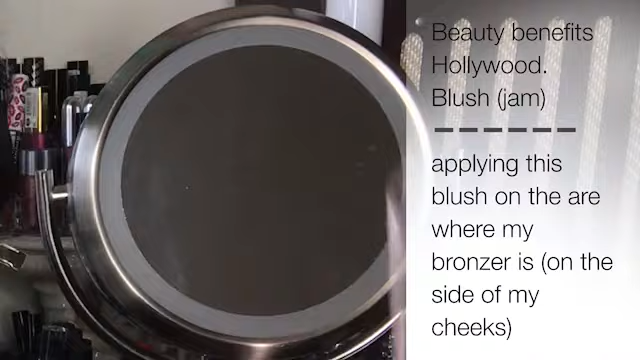 Beauty benefits
Hollywood.
Blush (jam)
applying this
blush on the are
where my
bronzer is (on the
side of my
cheeks)